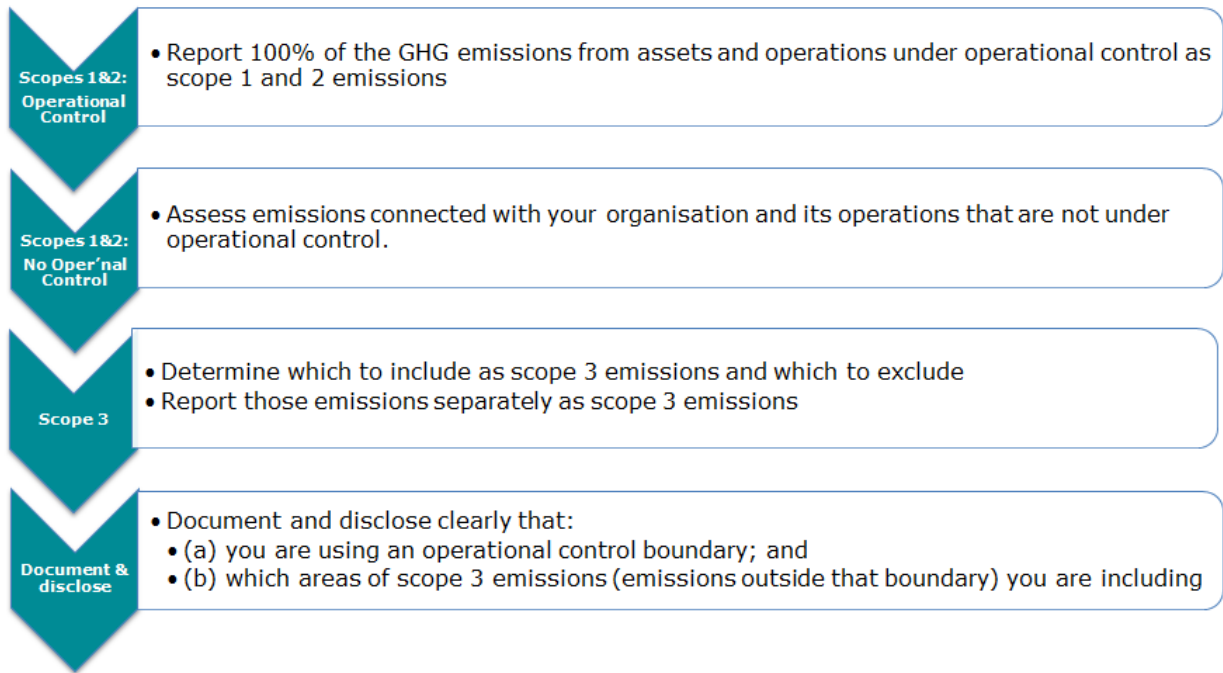 Scopes 1&2:
Operational
Control
• Report 100% of the GHG emissions from assets and operations under operational control as
scope 1 and 2 emissions
Scopes 1&2:
No Oper’nal
Control
• Assess emissions connected with your organisation and its operations that are not under
operational control.
Scope 3
• Determine which to include as scope 3 emissions and which to exclude
• Report those emissions separately as scope 3 emissions
Document &
disclose
• Document and disclose clearly that:
• (a) you are using an operational control boundary; and
• (b) which areas of scope 3 emissions (emissions outside that boundary) you are including